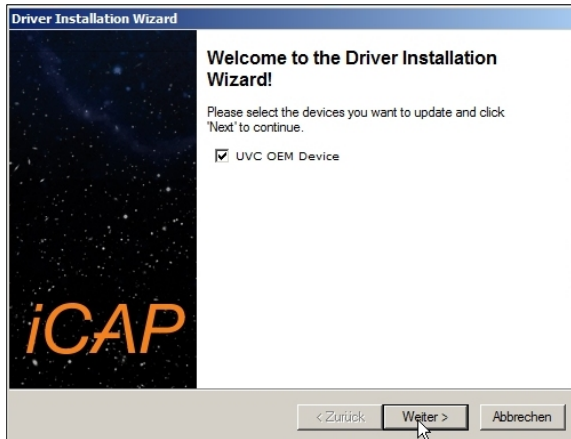 Driver Installation Wizard
Welcome to the Driver Installation
Wizard!
Please select the devices you want to update and click
'Next' to continue.
UVC OEM Device
iCAP
< Zurück
Weiter >
Abbrechen